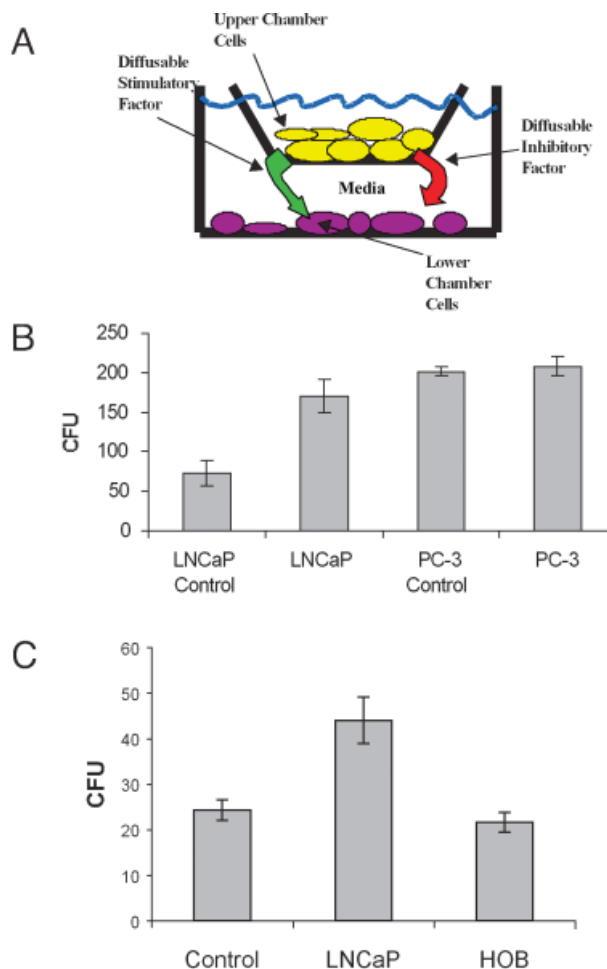 A
Upper Chamber
Cells
Diffusable
Stimulatory
Factor
Diffusable
Inhibitory
Factor
Media
Lower
Chamber
Cells
B
250
200
150
100
50
0
CFU
LNCaP
Control
LNCaP
PC-3
Control
PC-3
C
60
50
40
30
20
10
0
CFU
Control
LNCaP
HOB